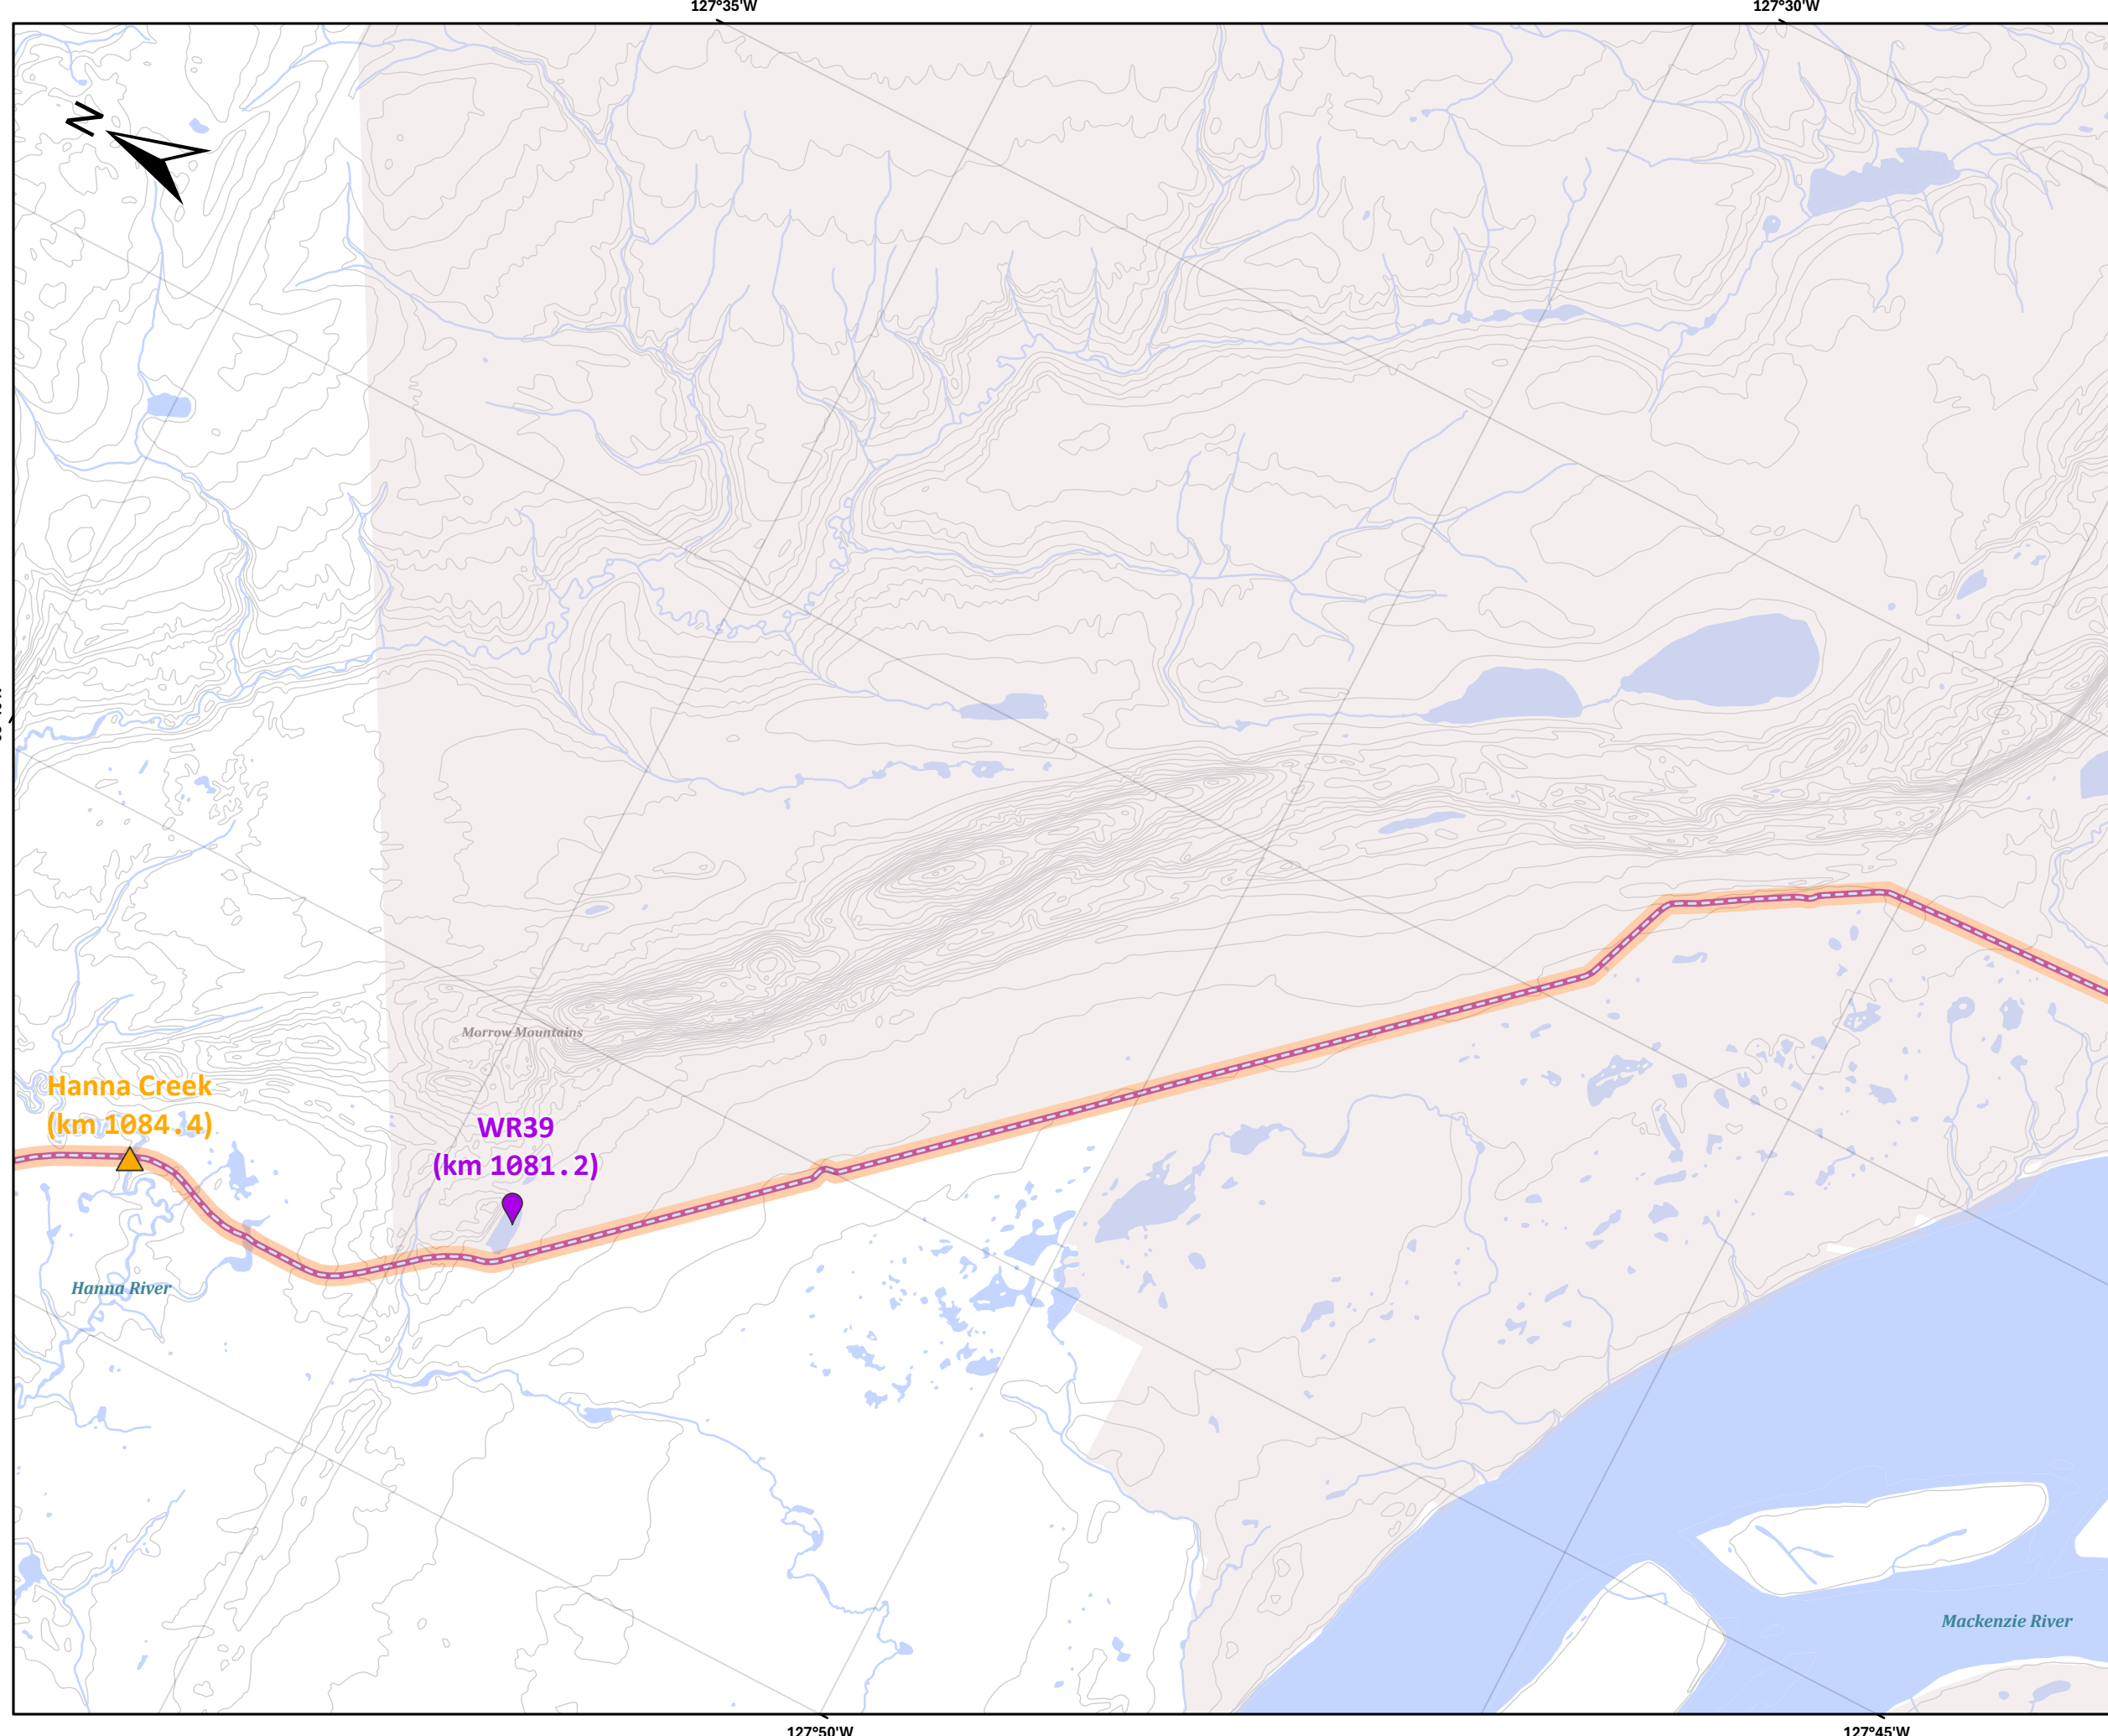 127°35'W
127°30'W
N
Morrow Mountains
Hanna Creek
(km 1084.4)
WR39
(km 1081.2)
Hanna River
Mackenzie River
127°50'W
127°45'W